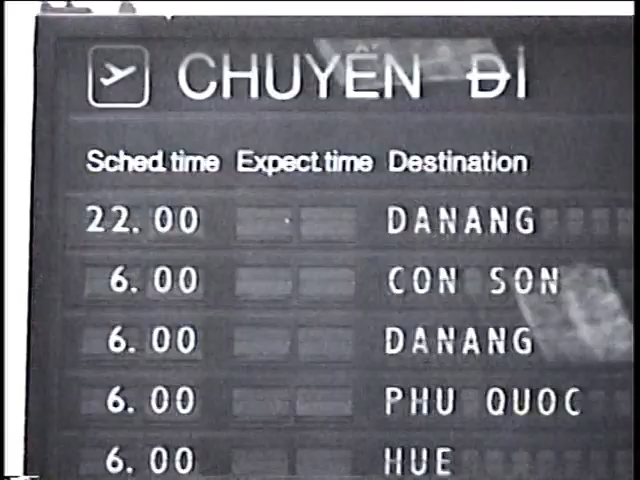 CHUYẾN ĐI
Sched.time Expect.time Destination
22.00 DANANG
6.00 CON SON
6.00 DANANG
6.00 PHU QUOC
6.00 HUE